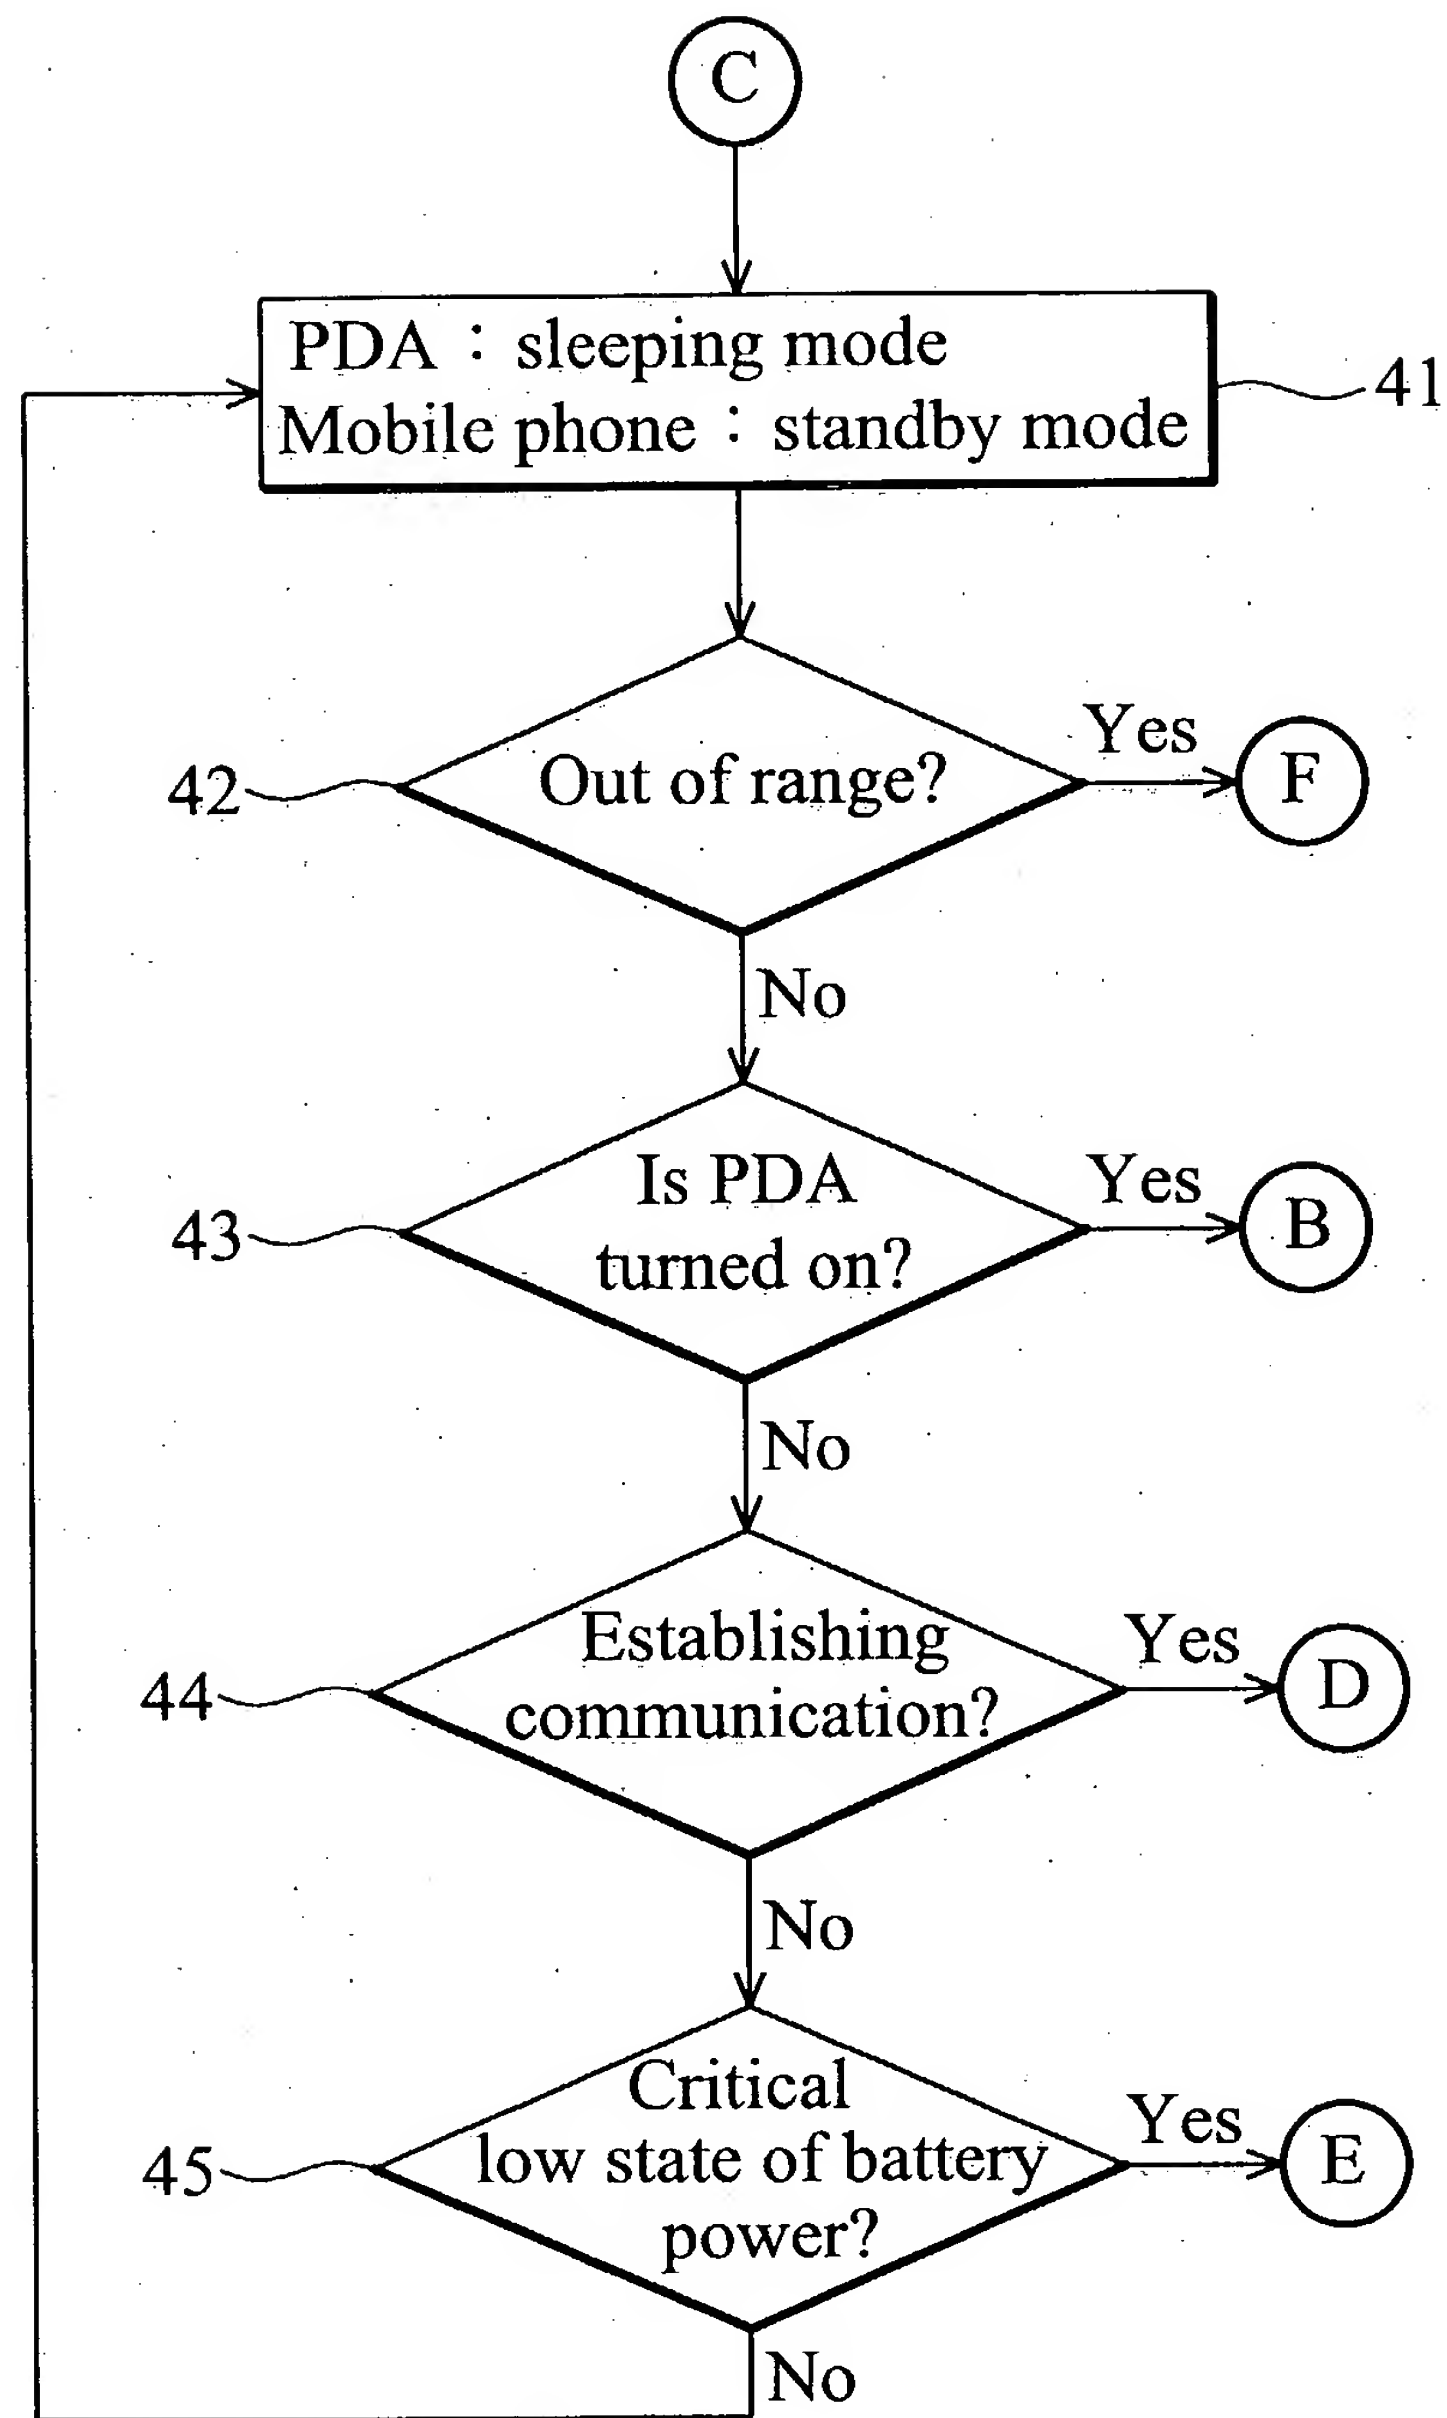 C
PDA : sleeping mode
Mobile phone : standby mode
41
Out of range?
42
Yes
F
No
Is PDA
turned on?
43
Yes
B
No
Establishing
communication?
44
Yes
D
No
Critical
low state of battery
power?
45
Yes
E
No